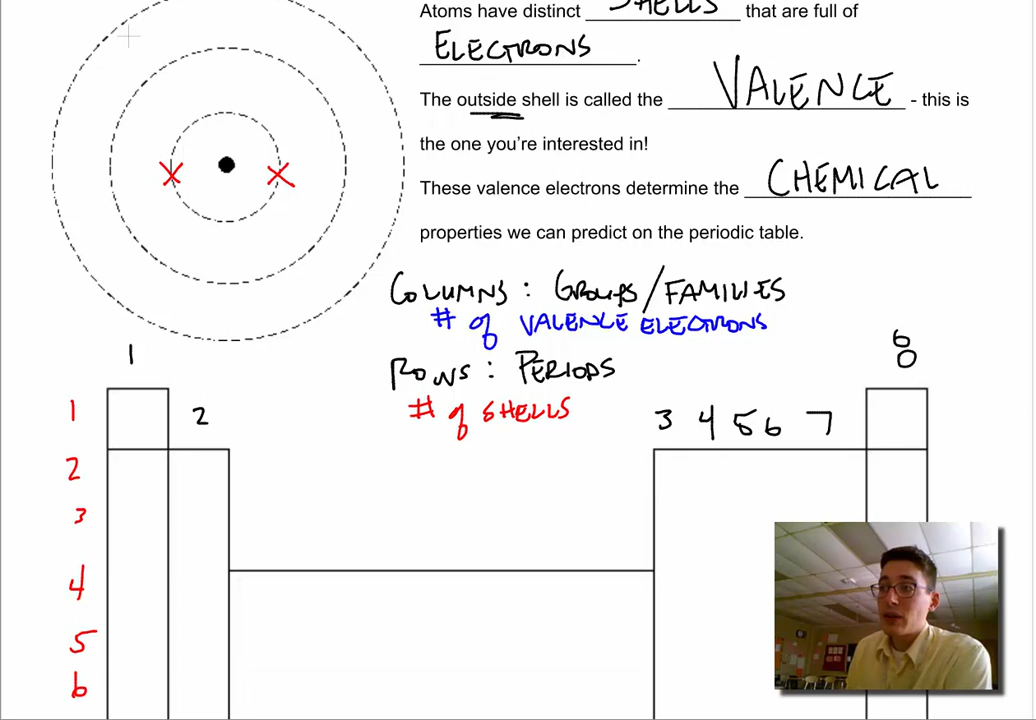 Atoms have distinct SHELLS that are full of
ELECTRONS.
The outside shell is called the VALENCE - this is
the one you're interested in!
These valence electrons determine the CHEMICAL
properties we can predict on the periodic table.
COLUMNS: GROUPS/FAMILIES
# of VALENCE ELECTRONS
ROWS: PERIODS
# of SHELLS
1
8
1
2
3 4 5 6 7
2
3
4
5
6